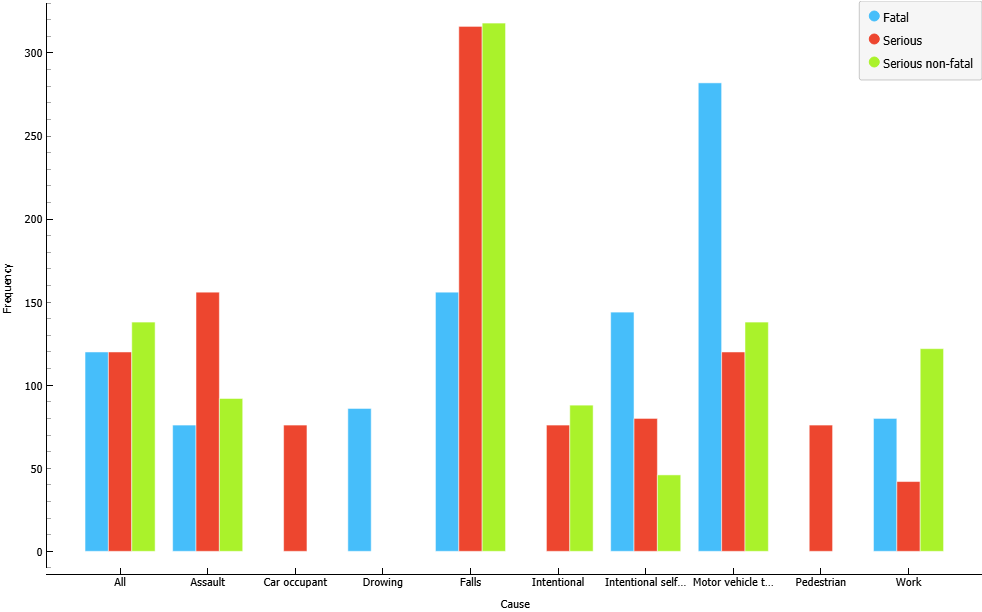 Fatal
Serious
Serious non-fatal
300
250
200
150
100
50
0
Frequency
All Assault Car occupant Drowing Falls Intentional Intentional self... Motor vehicle t... Pedestrian Work
Cause